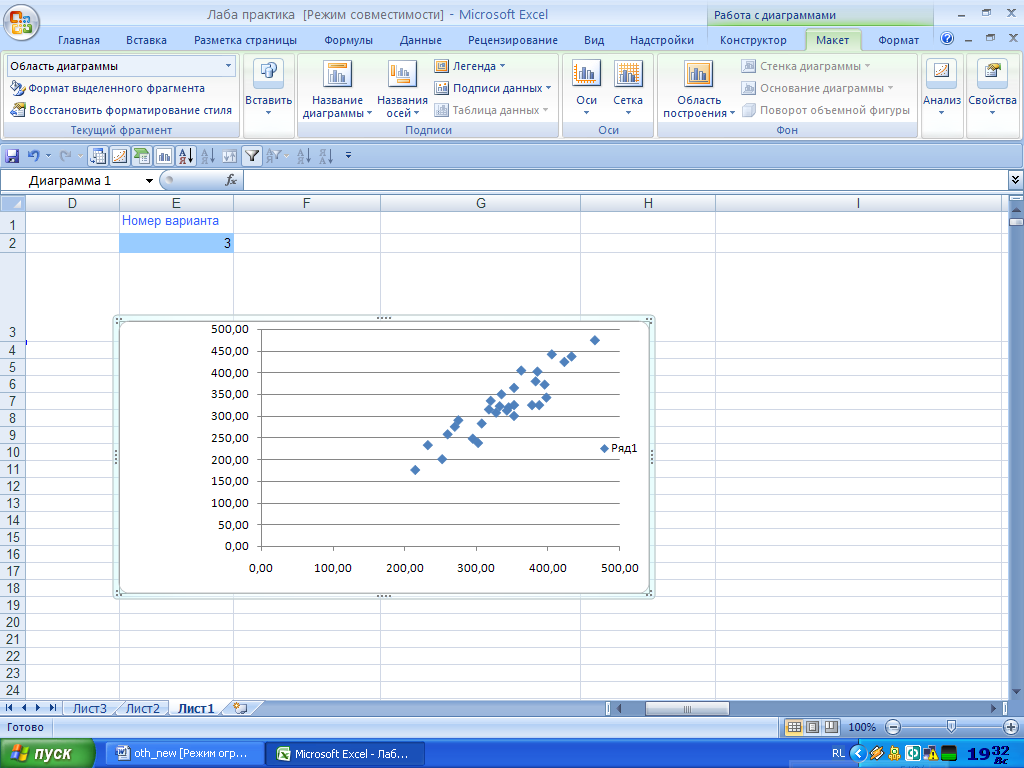 Лаба практика [Режим совместимости] - Microsoft Excel
Работа с диаграммами
Главная Вставка Разметка страницы Формулы Данные Рецензирование Вид Надстройки Конструктор Макет Формат
Область диаграммы
Формат выделенного фрагмента
Восстановить форматирование стиля
Текущий фрагмент
Вставить
Название диаграммы
Названия осей
Легенда
Подписи данных
Таблица данных
Подписи
Оси
Сетка
Оси
Область построения
Стенка диаграммы
Основание диаграммы
Поворот объемной фигуры
Фон
Анализ
Свойства
Диаграмма 1
fx
D E F G H I
1 Номер варианта
2 3
3
4
5
6
7
8
9
10
11
12
13
14
15
16
17
18
19
20
21
22
23
24
500,00
450,00
400,00
350,00
300,00
250,00
200,00
150,00
100,00
50,00
0,00
0,00 100,00 200,00 300,00 400,00 500,00
Ряд1
Лист3 Лист2 Лист1
Готово
100%
пуск
oth_new [Режим огр...
Microsoft Excel - Лаб...
RL
19 32
Вс